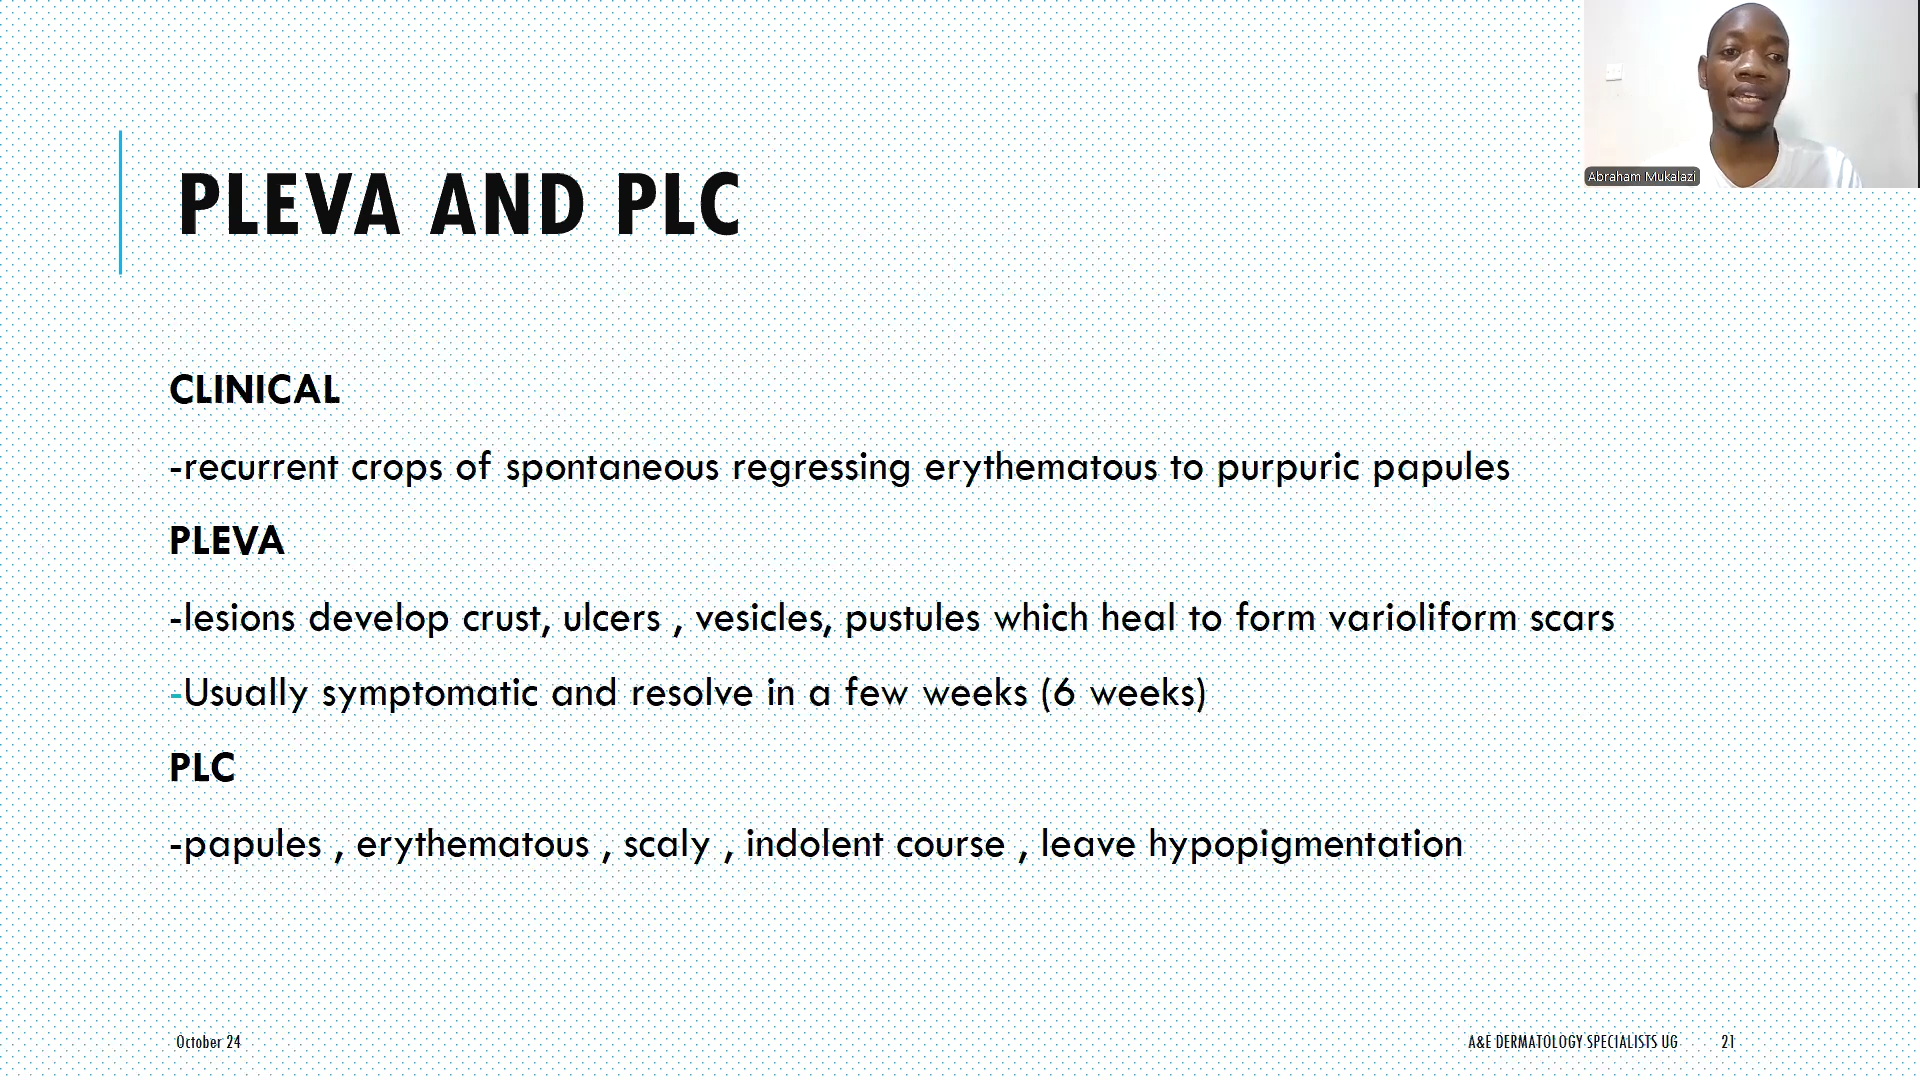 Abraham Mukalazi
PLEVA AND PLC
CLINICAL
-recurrent crops of spontaneous regressing erythematous to purpuric papules
PLEVA
-lesions develop crust, ulcers , vesicles, pustules which heal to form varioliform scars
-Usually symptomatic and resolve in a few weeks (6 weeks)
PLC
-papules , erythematous , scaly , indolent course , leave hypopigmentation
October 24
A&E DERMATOLOGY SPECIALISTS UG
21